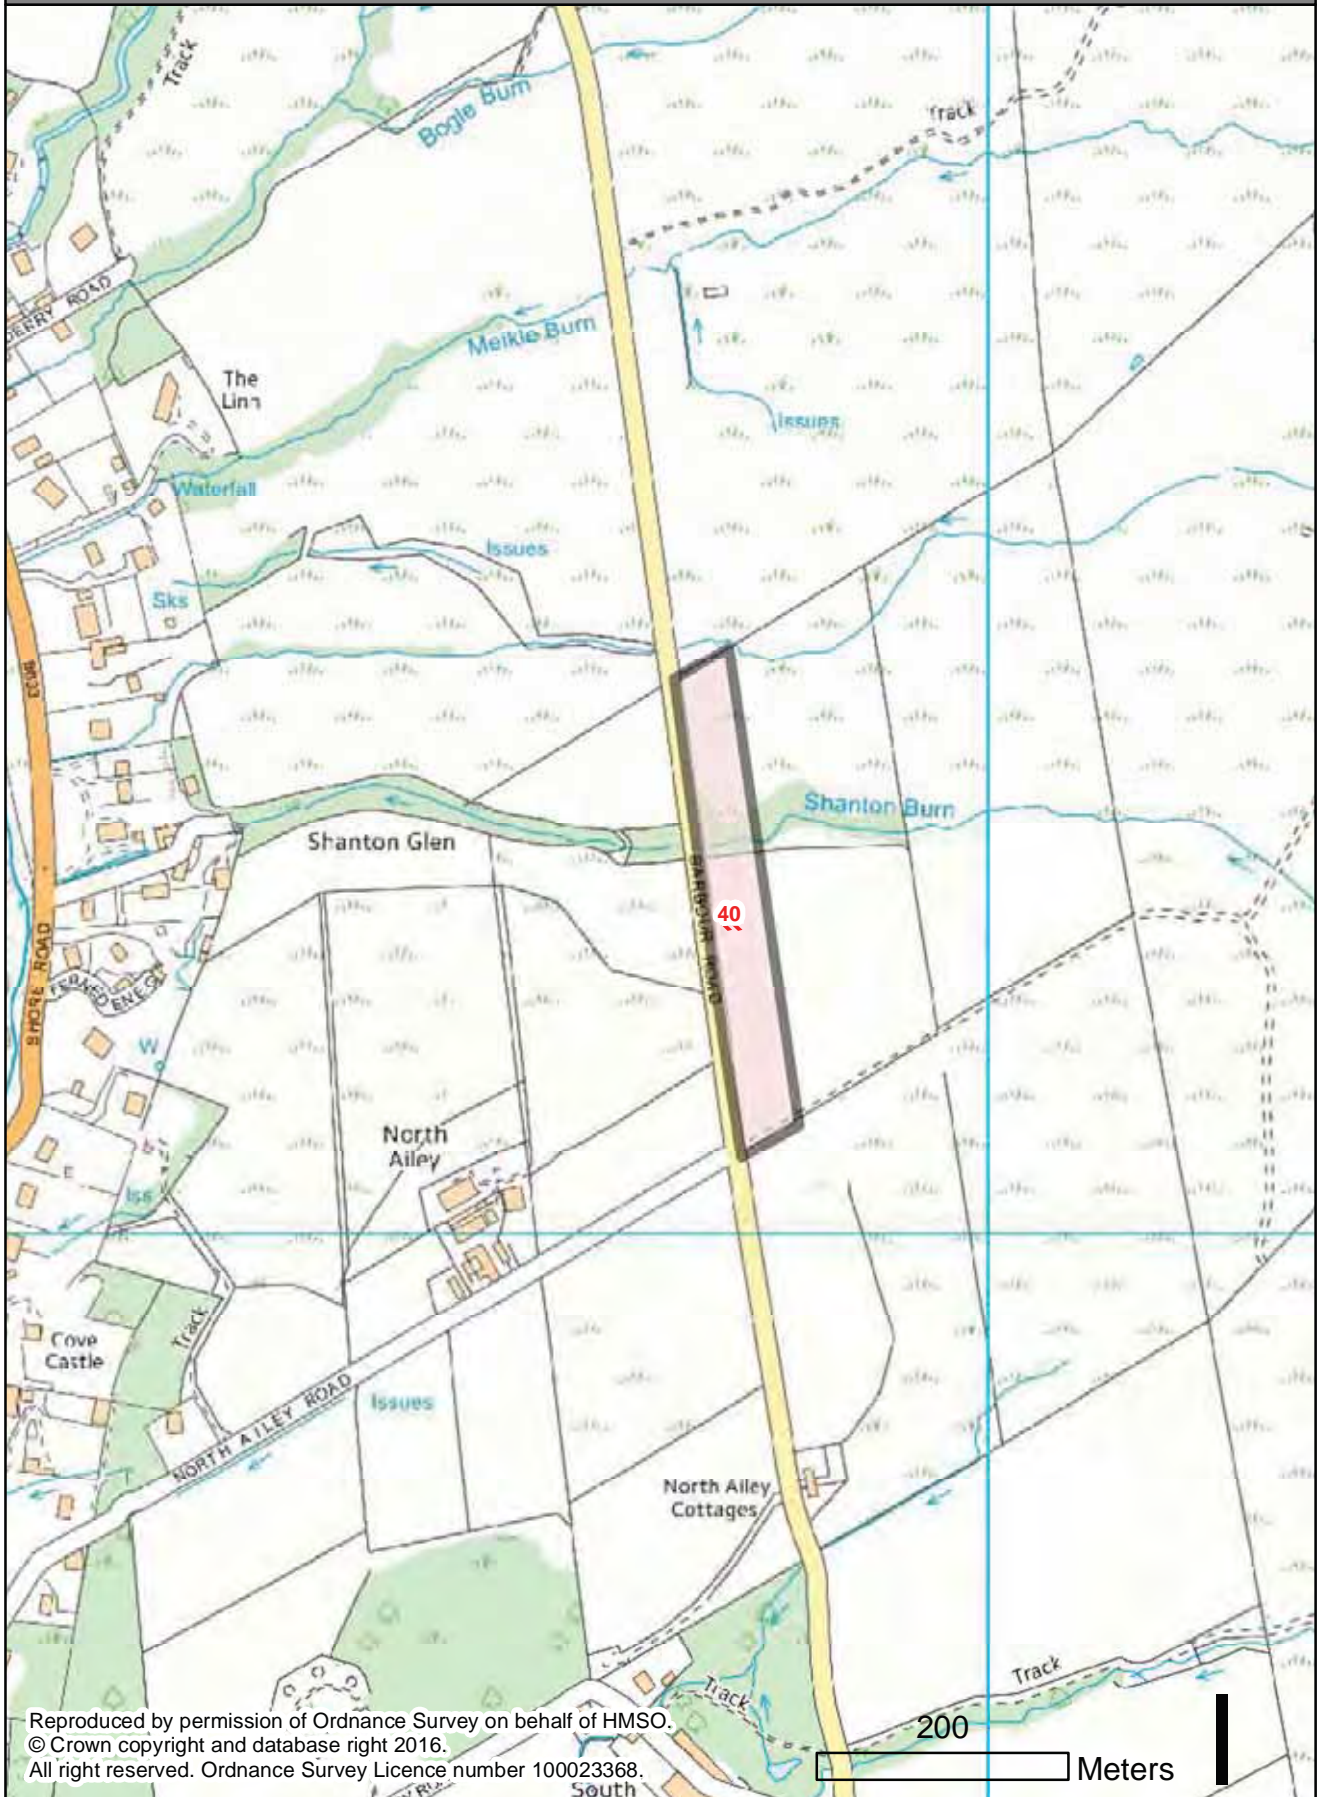 Track
Bogle Burn
Track
DERRY ROAD
Meikle Burn
The
Linn
Issues
Waterfall
Issues
Sks
B833
Shanton Burn
Shanton Glen
BARBOUR ROAD
40
SHORE ROAD
FERNEDENE
W
North
Ailey
Iss
Cove
Castle
Track
NORTH AILEY ROAD
Issues
North Ailey
Cottages
Track
Track
Reproduced by permission of Ordnance Survey on behalf of HMSO.
© Crown copyright and database right 2016.
All right reserved. Ordnance Survey Licence number 100023368.
South
200
Meters